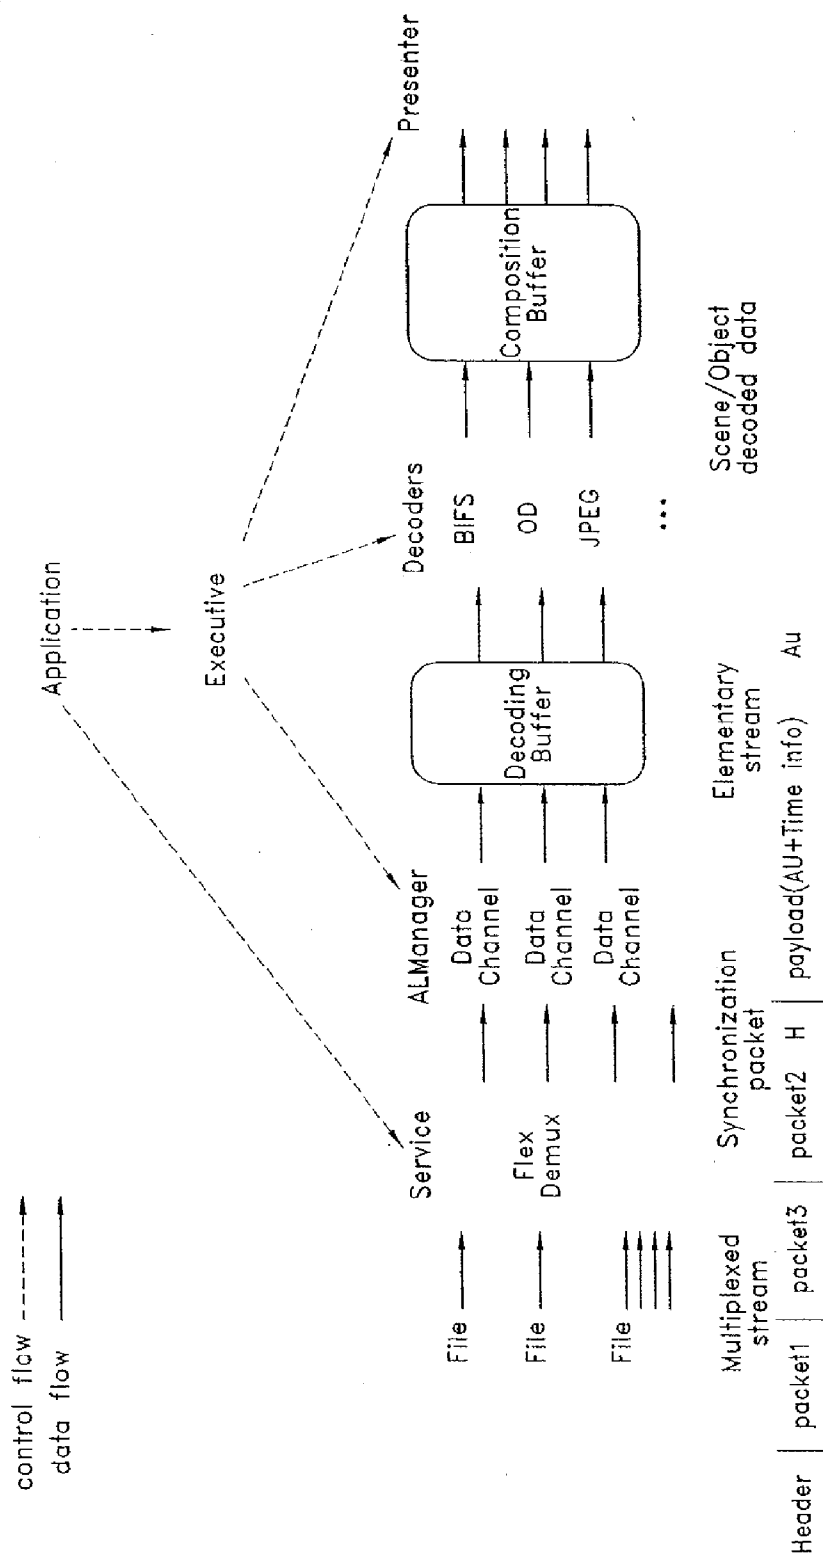 control flow
data flow
Application
Executive
Service
ALManager
Decoders
Presenter
File
File
File
Flex
Demux
Data
Channel
Data
Channel
Data
Channel
Decoding
Buffer
BIFS
OD
JPEG
...
Composition
Buffer
Multiplexed
stream
Synchronization
packet
Elementary
stream
Scene/Object
decoded data
Header | packet1 | packet3 | packet2 H | payload(AU+Time info) Au